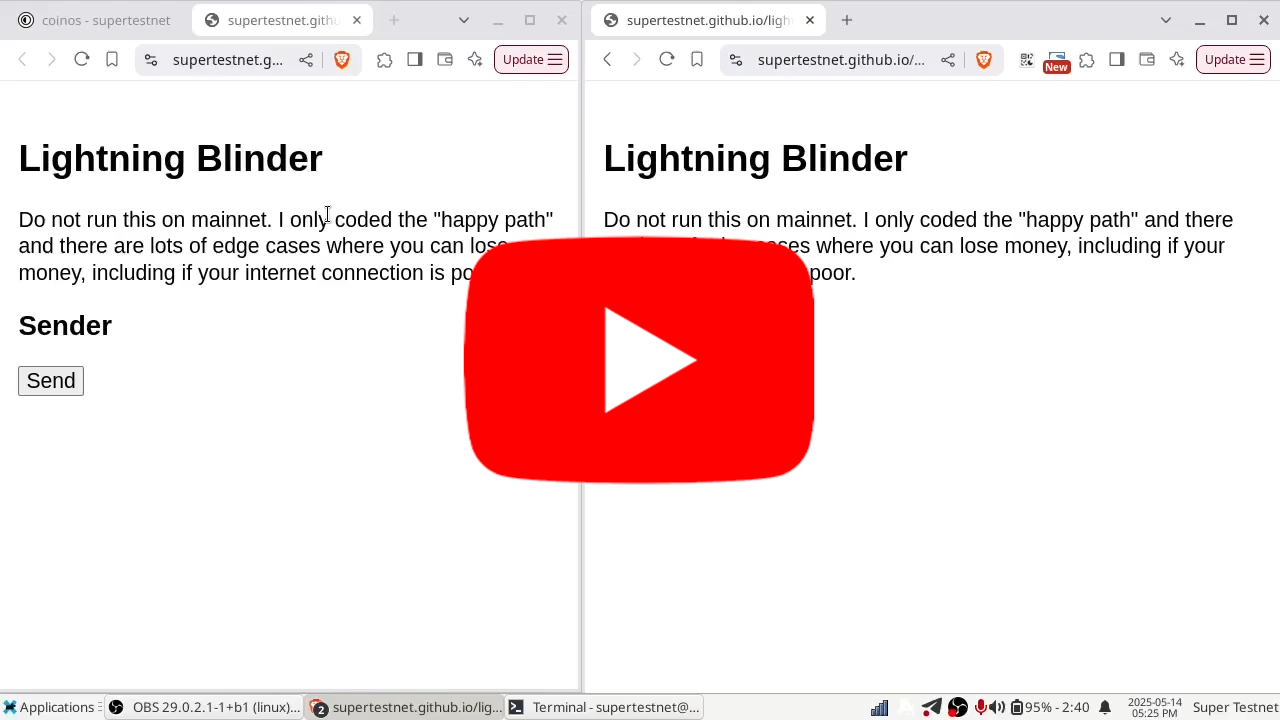 coinos - supertestnet
supertestnet.githu
supertestnet.github.io/ligh
supertestnet.g...
Update
supertestnet.github.io/...
New
Update
Lightning Blinder
Do not run this on mainnet. I only coded the "happy path"
and there are lots of edge cases where you can lose
money, including if your internet connection is po
Sender
Send
Lightning Blinder
Do not run this on mainnet. I only coded the "happy path" and there
cases where you can lose money, including if your
poor.
Applications
OBS 29.0.2.1-1+b1 (linux)...
2
supertestnet.github.io/lig...
Terminal - supertestnet@...
95% - 2:40
2025-05-14
05:25 PM
Super Testnet